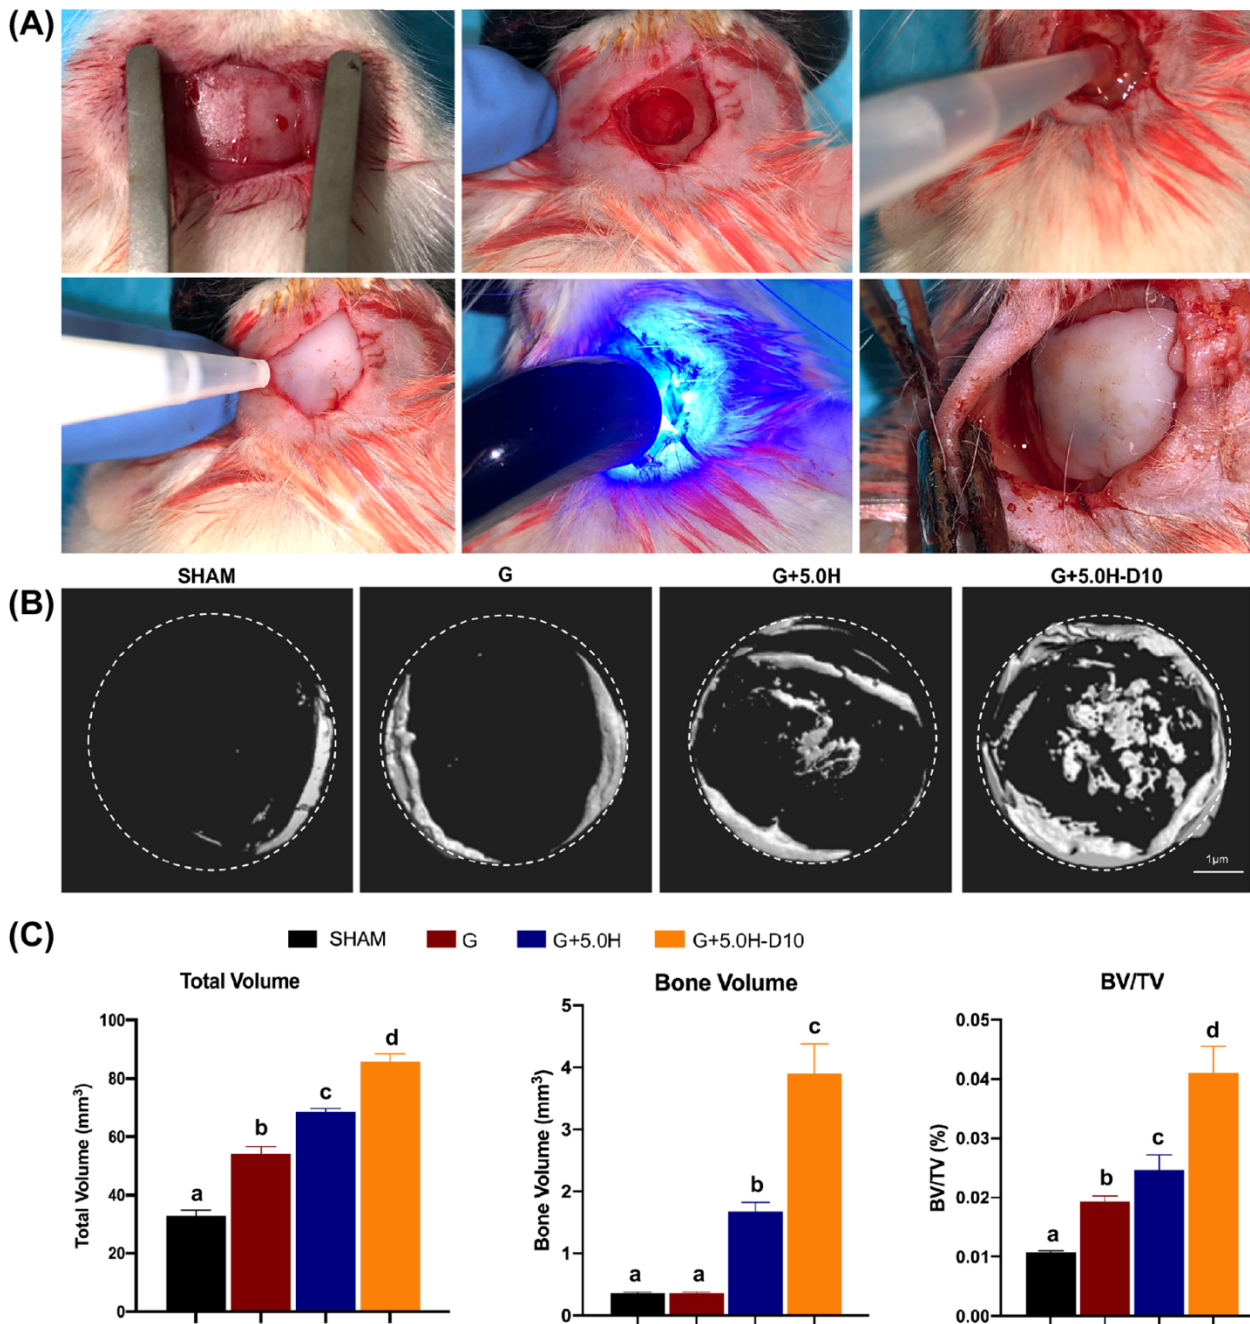 (A)
(B)
SHAM G G+5.0H G+5.0H-D10
1µm
(C)
SHAM G G+5.0H G+5.0H-D10
Total Volume
Total Volume (mm³)
100
80
60
40
20
0
a b c d
Bone Volume
Bone Volume (mm³)
5
4
3
2
1
0
a a b c
BV/TV
BV/TV (%)
0.05
0.04
0.03
0.02
0.01
0.00
a b c d